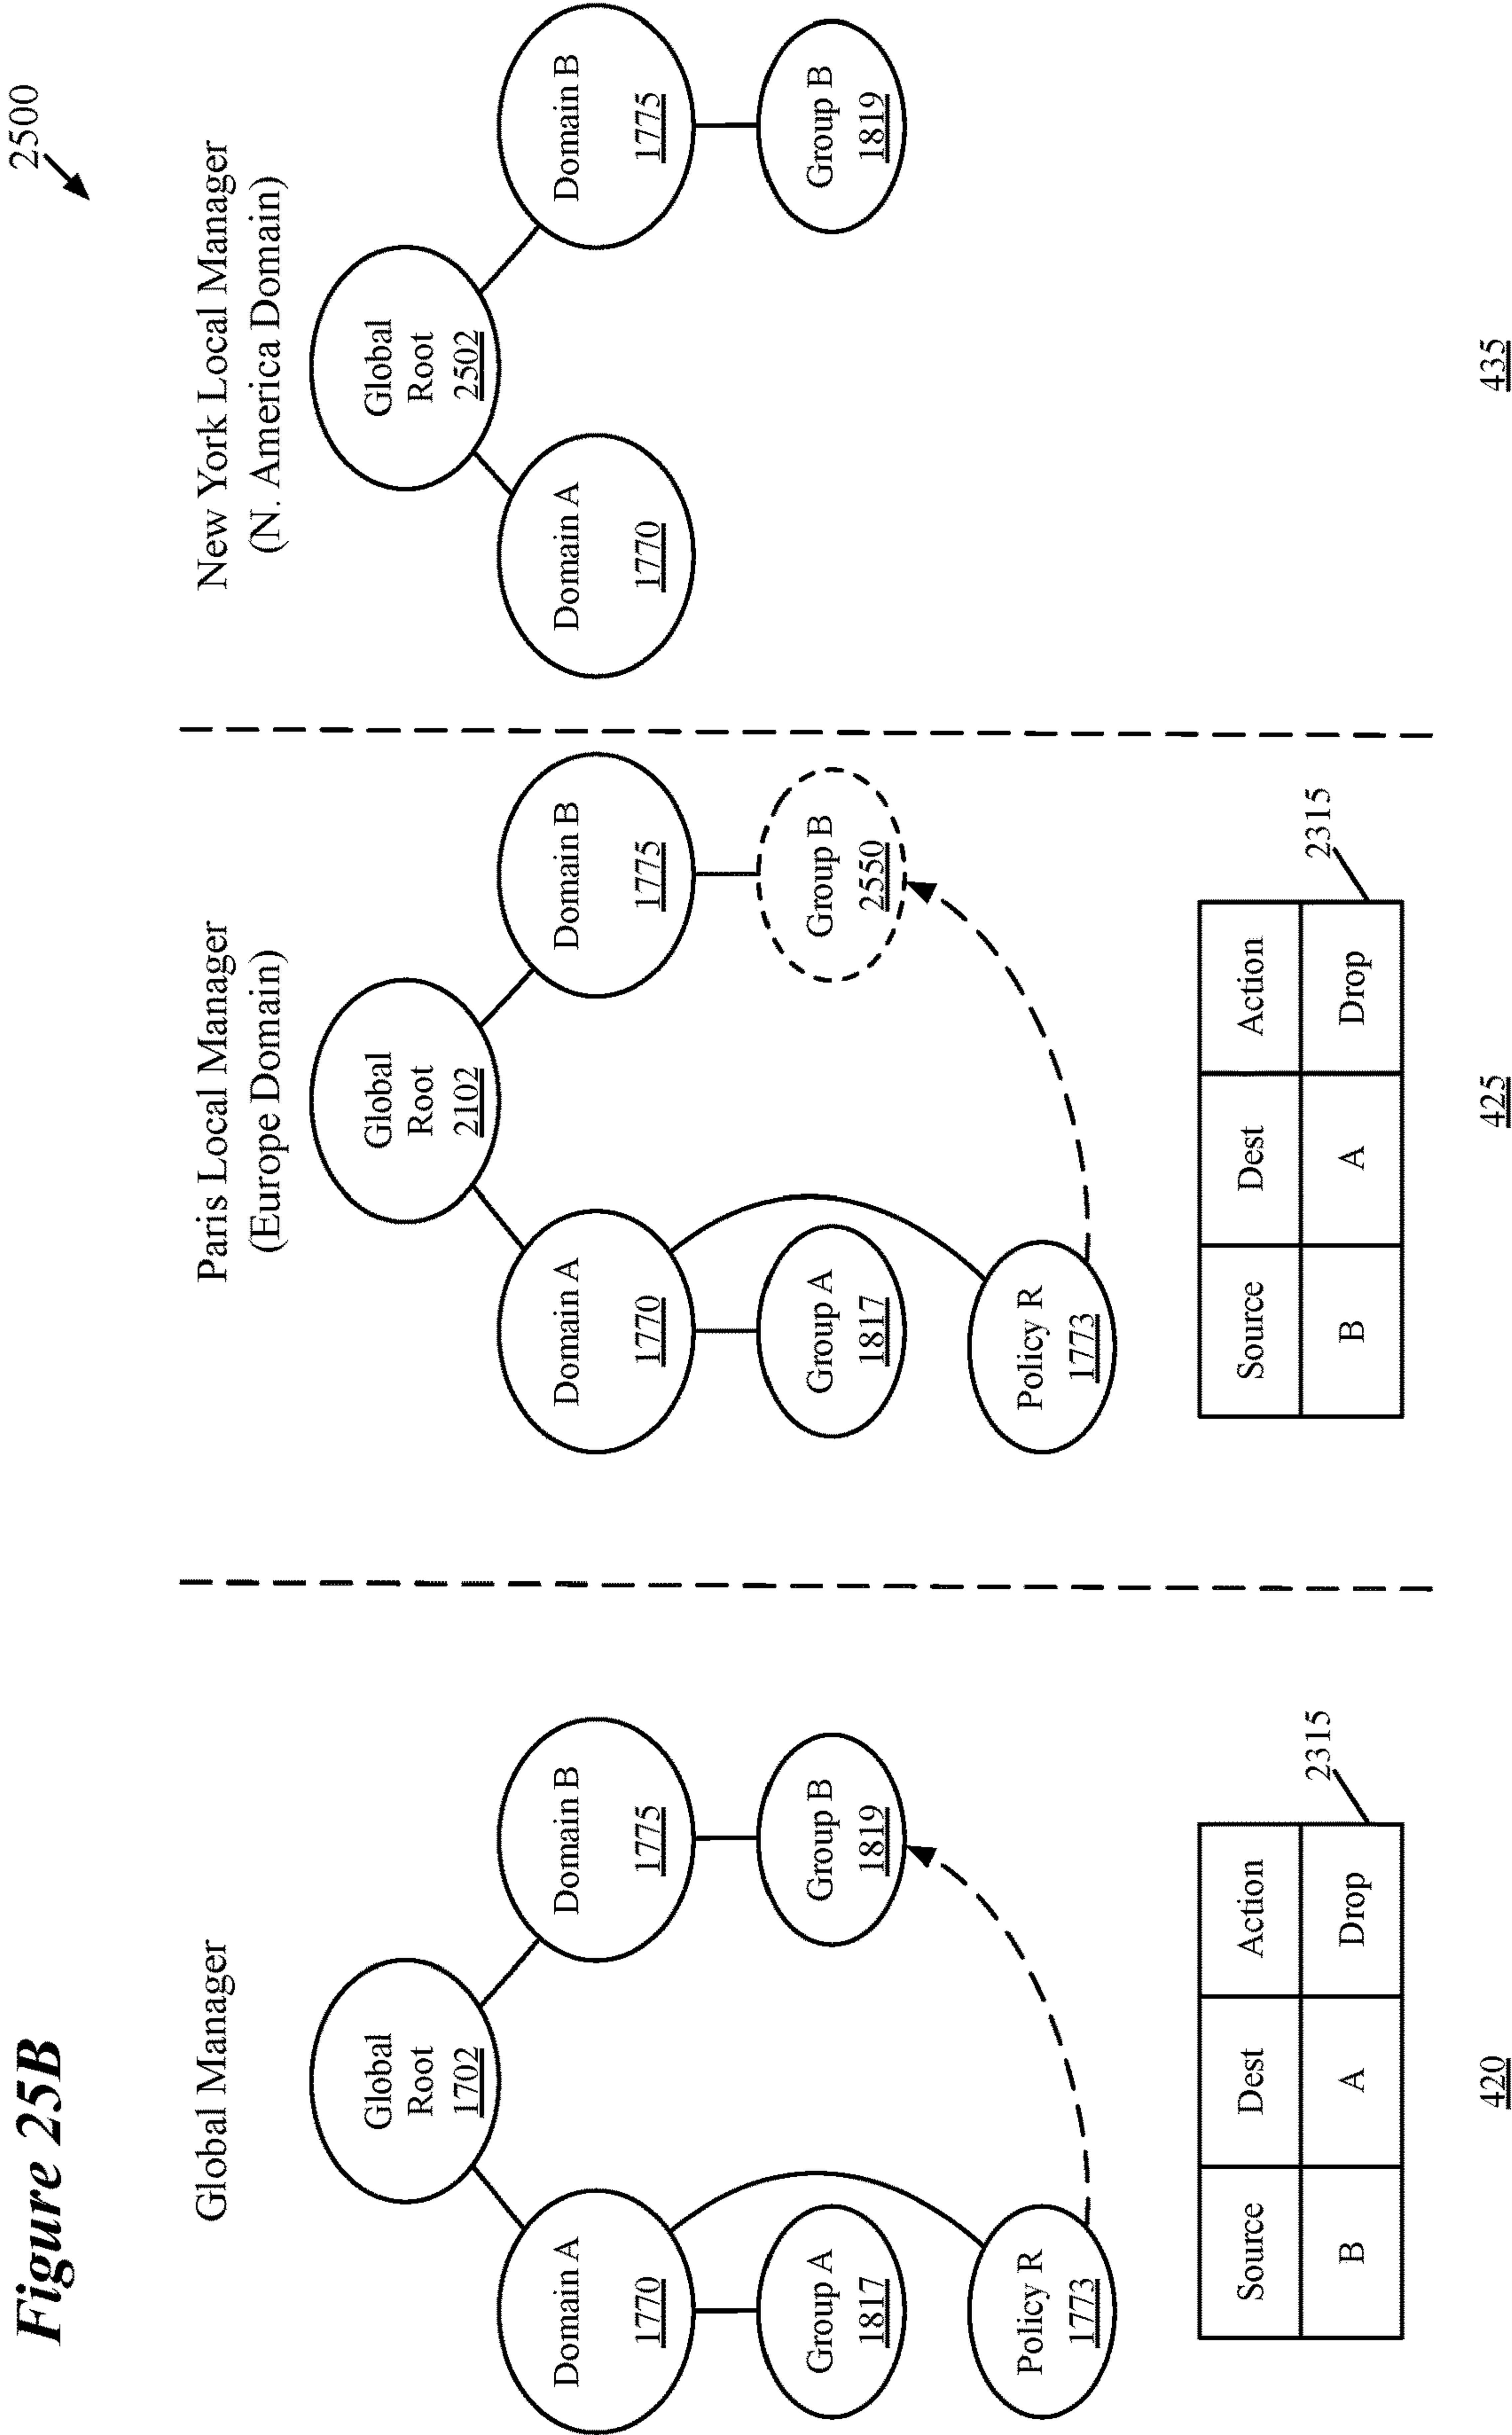 Figure 25B
2500
Global Manager
Global
Root
1702
Domain A
1770
Domain B
1775
Group A
1817
Group B
1819
Policy R
1773
2315
Source Dest Action
B A Drop
420
Paris Local Manager
(Europe Domain)
Global
Root
2102
Domain A
1770
Domain B
1775
Group A
1817
Group B
2550
Policy R
1773
2315
Source Dest Action
B A Drop
425
New York Local Manager
(N. America Domain)
Global
Root
2502
Domain A
1770
Domain B
1775
Group B
1819
435